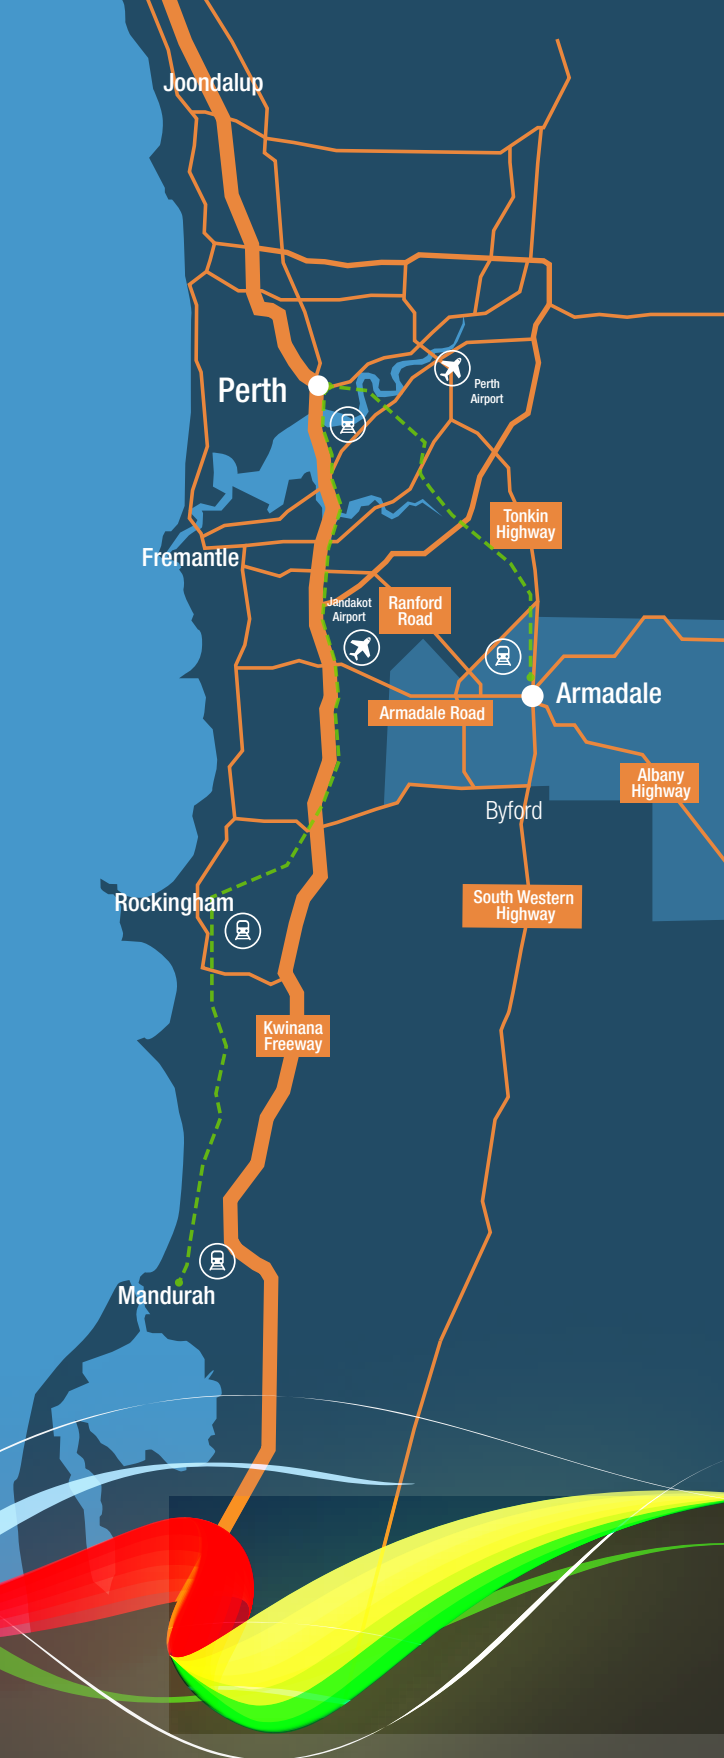 Joondalup
Perth
Perth
Airport
Tonkin
Highway
Fremantle
Jandakot
Airport
Ranford
Road
Armadale
Armadale Road
Albany
Highway
Byford
Rockingham
South Western
Highway
Kwinana
Freeway
Mandurah